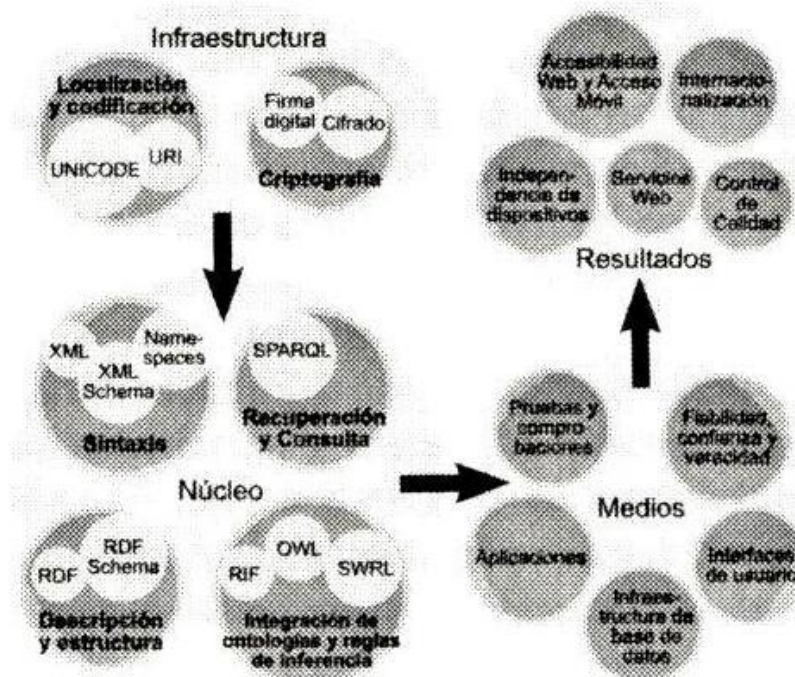 Infraestructura
Localización
y codificación
UNICODE
URI
Firma
digital
Cifrado
Criptografía
XML
XML
Schema
Name-
spaces
Sintaxis
SPARQL
Recuperación
y Consulta
Núcleo
RDF
RDF
Schema
Descripción
y estructura
RIF
OWL
SWRL
Integración de
ontologías y reglas
de inferencia
Accesibilidad
Web y Acceso
Móvil
Internacio-
nalización
Indepen-
dencia de
dispositivos
Servicios
Web
Control
de
Calidad
Resultados
Pruebas y
compro-
baciones
Fiabilidad,
confianza y
veracidad
Medios
Aplicaciones
Interfaces
de usuario
Infraes-
tructura de
base de
datos